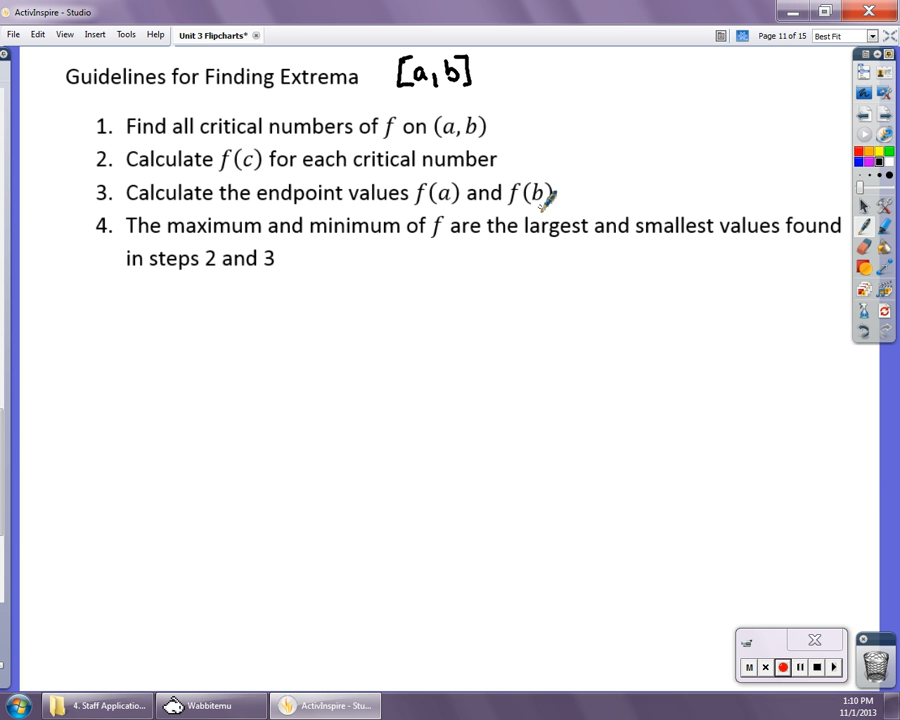 ActivInspire - Studio
File Edit View Insert Tools Help Unit 3 Flipcharts* Page 11 of 15 Best Fit
Guidelines for Finding Extrema [a,b]
1. Find all critical numbers of f on (a, b)
2. Calculate f(c) for each critical number
3. Calculate the endpoint values f(a) and f(b)
4. The maximum and minimum of f are the largest and smallest values found
in steps 2 and 3
M
4. Staff Applicatio... Wabbitemu ActivInspire - Stu... 1:10 PM
11/1/2013